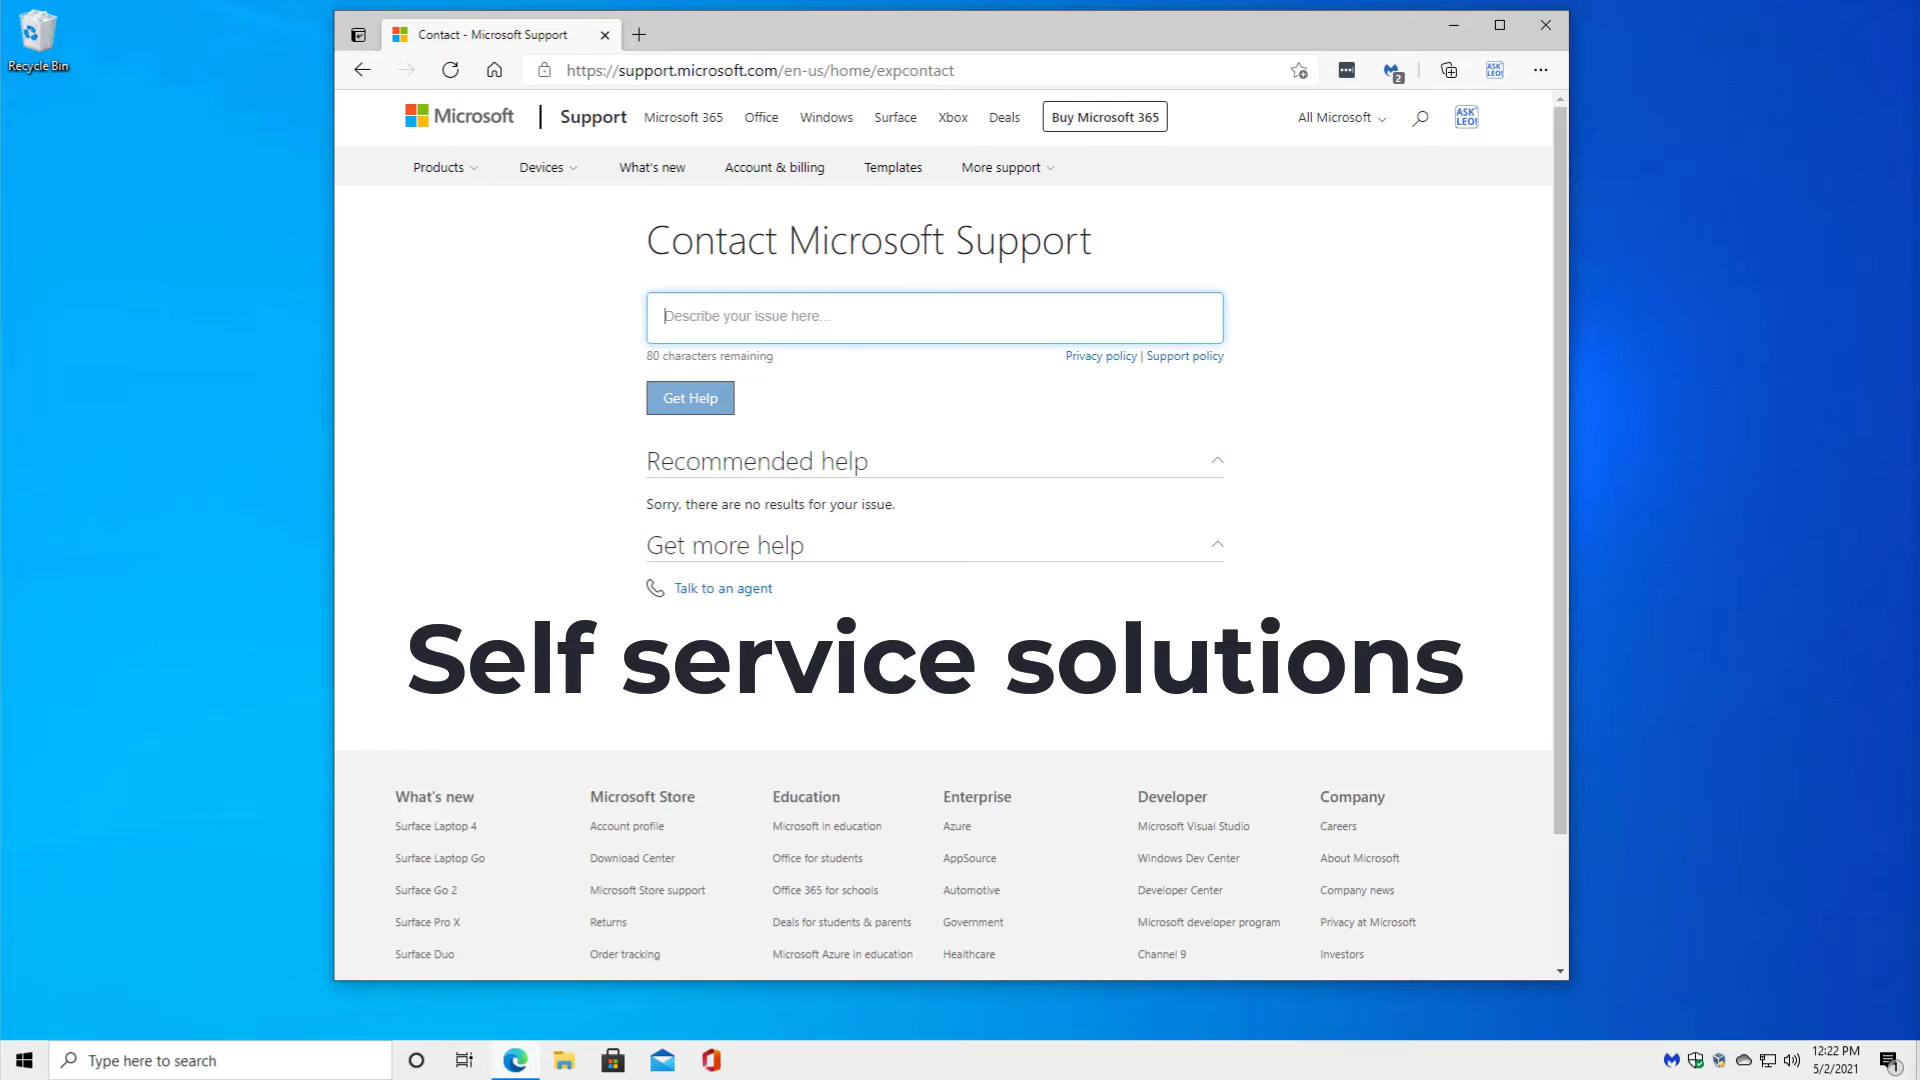 Recycle Bin
Contact - Microsoft Support
https://support.microsoft.com/en-us/home/expcontact
2
ASK LEO!
Microsoft
Support
Microsoft 365
Office
Windows
Surface
Xbox
Deals
Buy Microsoft 365
All Microsoft
ASK LEO!
Products
Devices
What's new
Account & billing
Templates
More support
Contact Microsoft Support
Describe your issue here...
80 characters remaining
Privacy policy | Support policy
Get Help
Recommended help
Sorry, there are no results for your issue.
Get more help
Talk to an agent
Self service solutions
What's new
Surface Laptop 4
Surface Laptop Go
Surface Go 2
Surface Pro X
Surface Duo
Microsoft Store
Account profile
Download Center
Microsoft Store support
Returns
Order tracking
Education
Microsoft in education
Office for students
Office 365 for schools
Deals for students & parents
Microsoft Azure in education
Enterprise
Azure
AppSource
Automotive
Government
Healthcare
Developer
Microsoft Visual Studio
Windows Dev Center
Developer Center
Microsoft developer program
Channel 9
Company
Careers
About Microsoft
Company news
Privacy at Microsoft
Investors
Type here to search
12:22 PM
5/2/2021
1